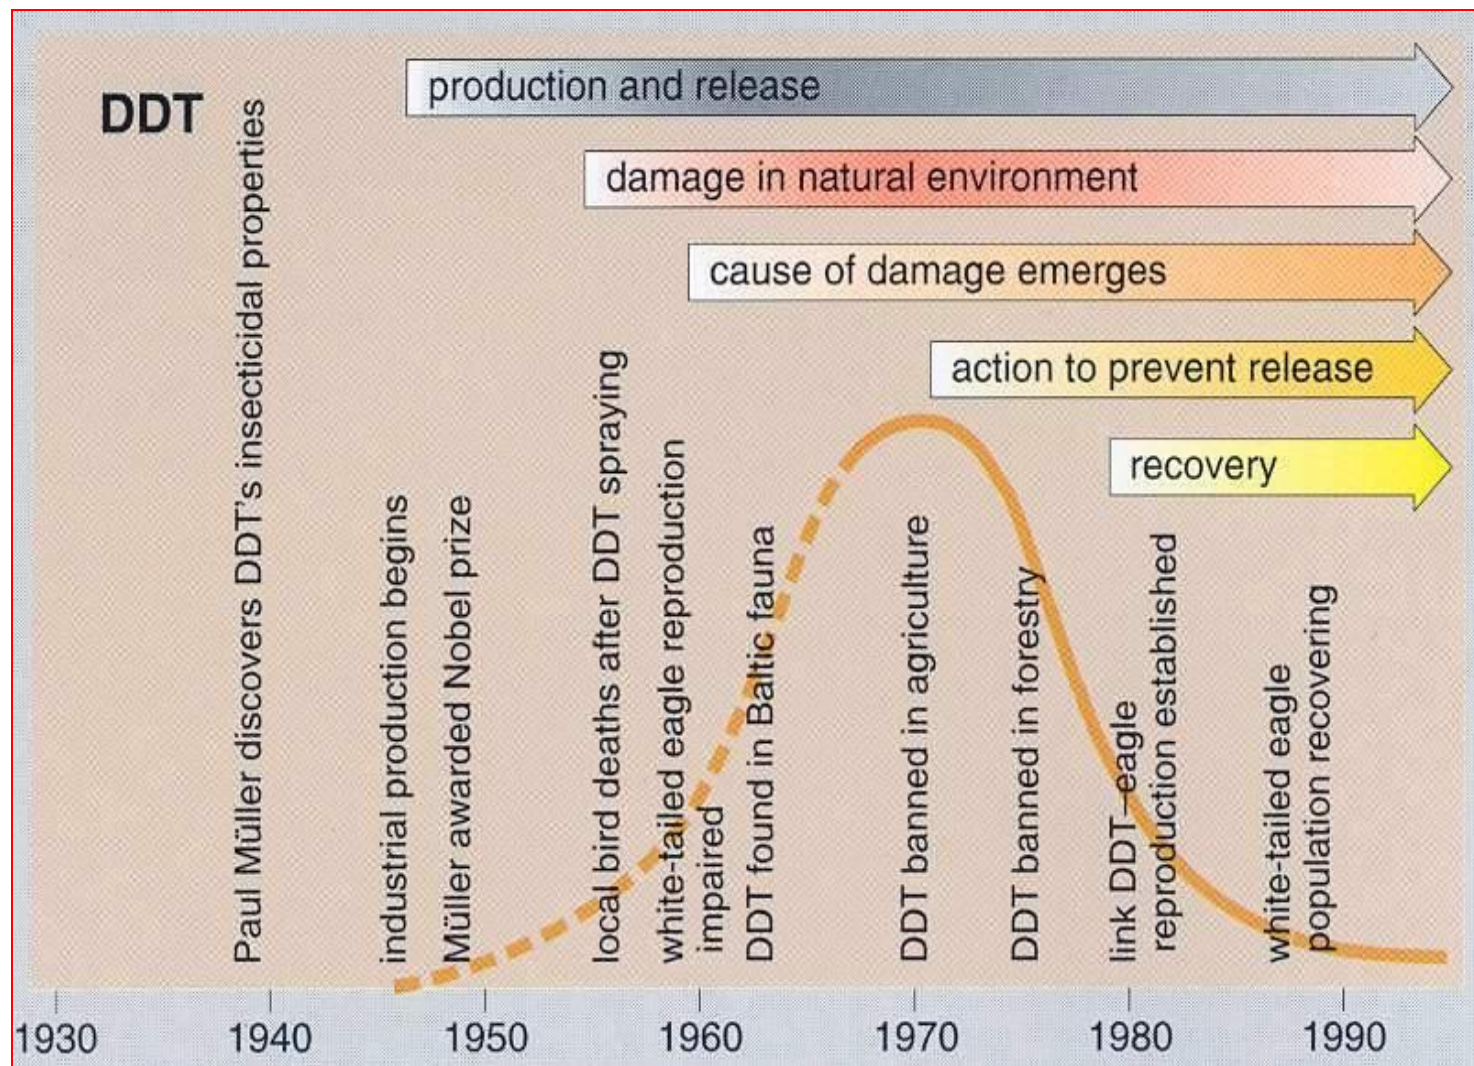 DDT
production and release
damage in natural environment
cause of damage emerges
action to prevent release
recovery
Paul Müller discovers DDT's insecticidal properties
industrial production begins
Müller awarded Nobel prize
local bird deaths after DDT spraying
white-tailed eagle reproduction
impaired
DDT found in Baltic fauna
DDT banned in agriculture
DDT banned in forestry
link DDT–eagle
reproduction established
white-tailed eagle
population recovering
1930 1940 1950 1960 1970 1980 1990